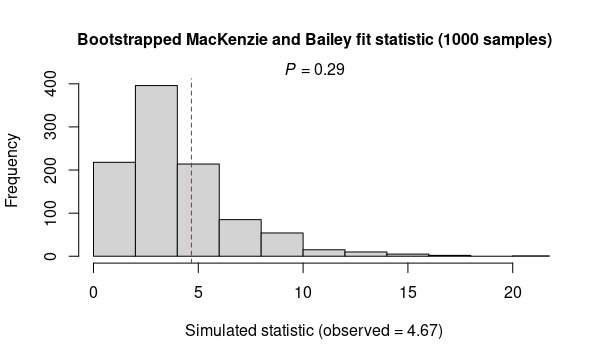 Bootstrapped MacKenzie and Bailey fit statistic (1000 samples)
P = 0.29
Frequency
400
300
200
100
0
0 5 10 15 20
Simulated statistic (observed = 4.67)